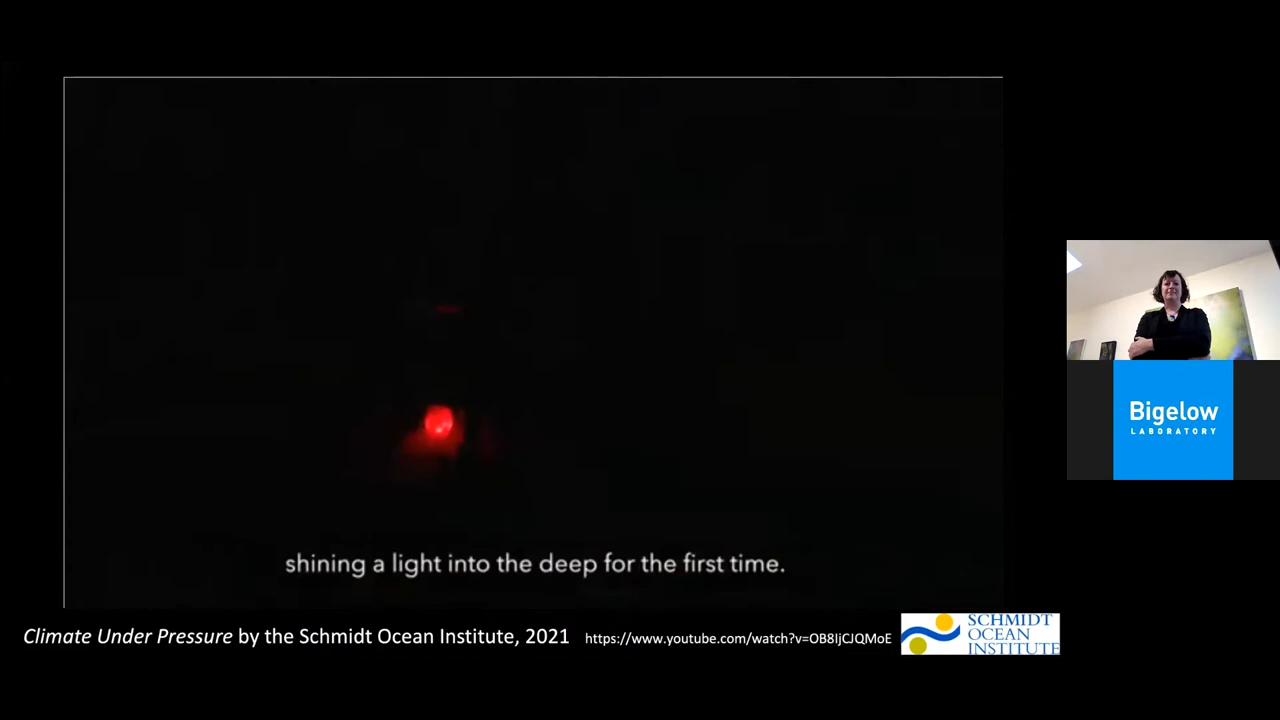 shining a light into the deep for the first time.
Climate Under Pressure by the Schmidt Ocean Institute, 2021 https://www.youtube.com/watch?v=OB8IjCJQMoE
SCHMIDT
OCEAN
INSTITUTE
Bigelow
LABORATORY